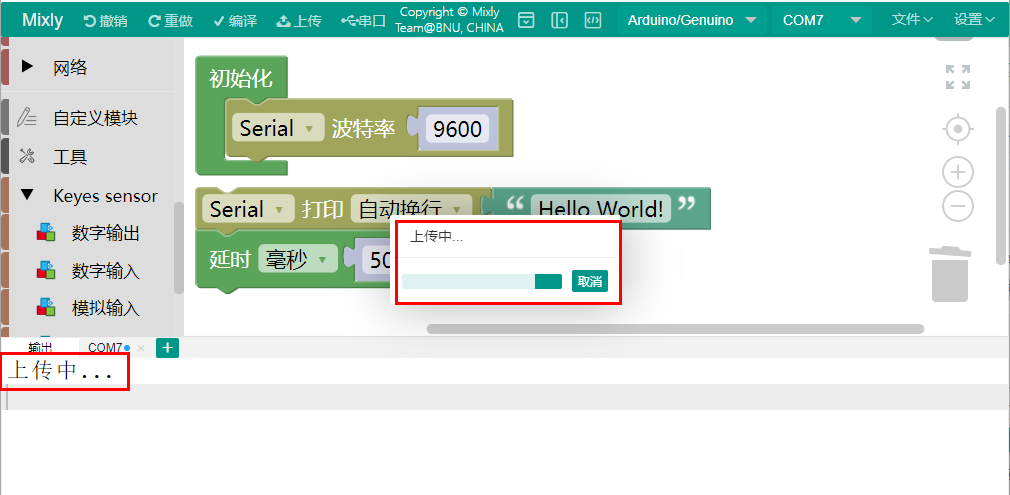 Mixly 撤销 重做 编译 上传 串口 Copyright © Mixly Team@BNU, CHINA Arduino/Genuino COM7 文件 设置
网络
自定义模块
工具
Keyes sensor
数字输出
数字输入
模拟输入
初始化
Serial 波特率 9600
Serial 打印 自动换行 “ Hello World! ”
延时 毫秒 50
上传中...
取消
输出 COM7 × +
上传中...